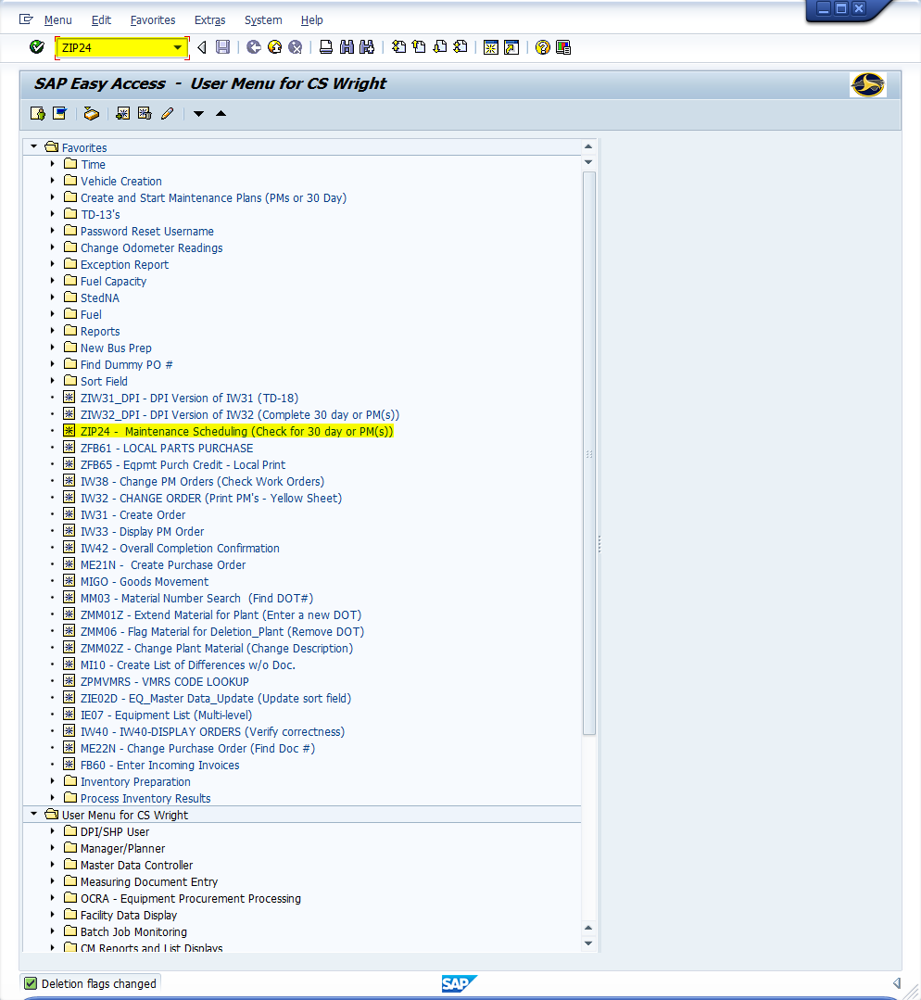 Menu Edit Favorites Extras System Help
ZIP24
SAP Easy Access - User Menu for CS Wright
Favorites
Time
Vehicle Creation
Create and Start Maintenance Plans (PMs or 30 Day)
TD-13's
Password Reset Username
Change Odometer Readings
Exception Report
Fuel Capacity
StedNA
Fuel
Reports
New Bus Prep
Find Dummy PO #
Sort Field
ZIW31_DPI - DPI Version of IW31 (TD-18)
ZIW32_DPI - DPI Version of IW32 (Complete 30 day or PM(s))
ZIP24 - Maintenance Scheduling (Check for 30 day or PM(s))
ZFB61 - LOCAL PARTS PURCHASE
ZFB65 - Eqpmt Purch Credit - Local Print
IW38 - Change PM Orders (Check Work Orders)
IW32 - CHANGE ORDER (Print PM's - Yellow Sheet)
IW31 - Create Order
IW33 - Display PM Order
IW42 - Overall Completion Confirmation
ME21N - Create Purchase Order
MIGO - Goods Movement
MM03 - Material Number Search (Find DOT#)
ZMM01Z - Extend Material for Plant (Enter a new DOT)
ZMM06 - Flag Material for Deletion_Plant (Remove DOT)
ZMM02Z - Change Plant Material (Change Description)
MI10 - Create List of Differences w/o Doc.
ZPMVMRS - VMRS CODE LOOKUP
ZIE02D - EQ_Master Data_Update (Update sort field)
IE07 - Equipment List (Multi-level)
IW40 - IW40-DISPLAY ORDERS (Verify correctness)
ME22N - Change Purchase Order (Find Doc #)
FB60 - Enter Incoming Invoices
Inventory Preparation
Process Inventory Results
User Menu for CS Wright
DPI/SHP User
Manager/Planner
Master Data Controller
Measuring Document Entry
OCRA - Equipment Procurement Processing
Facility Data Display
Batch Job Monitoring
CM Reports and List Displays
Deletion flags changed
SAP